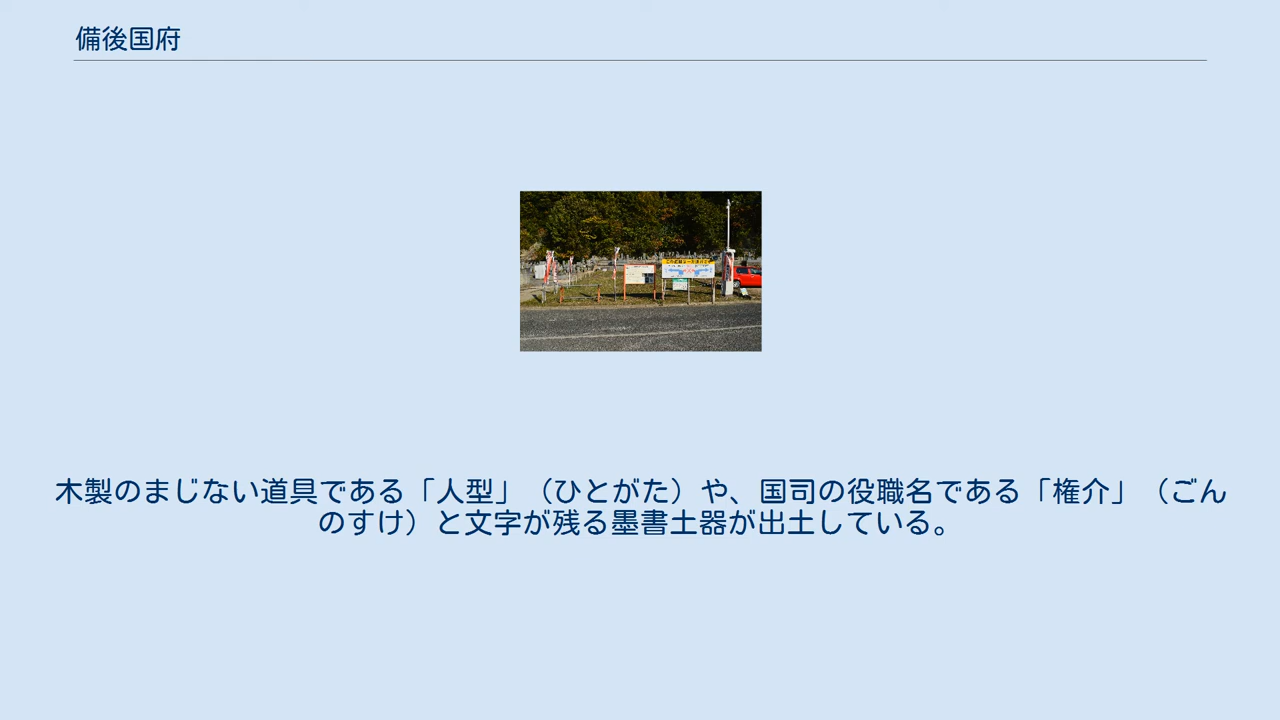 備後国府
木製のまじない道具である「人型」（ひとがた）や、国司の役職名である「権介」（ごん
のすけ）と文字が残る墨書土器が出土している。